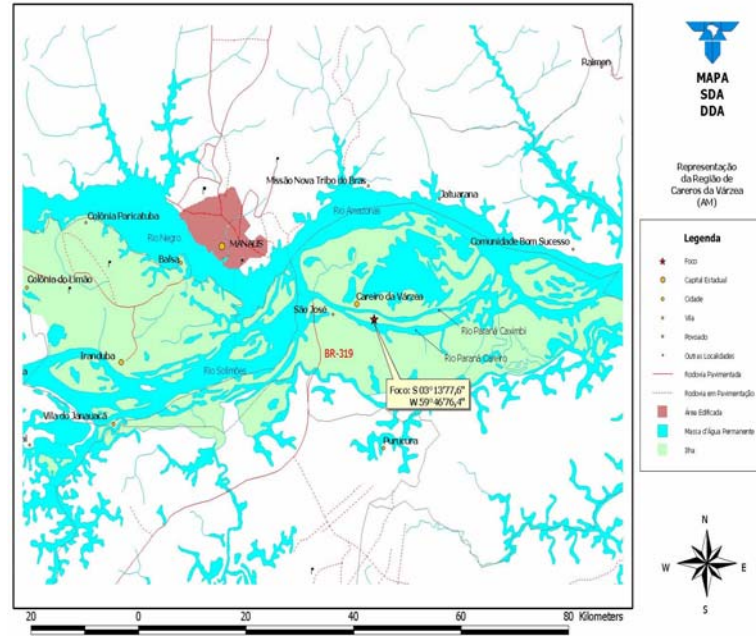 MAPA
SDA
DDA
Representação
da Região de
Careros da Várzea
(AM)
Legenda
Foco
Capital Estadual
Cidade
Vila
Povoado
Outras Localidades
Rodovia Pavimentada
Rodovia em Pavimentação
Área Edificada
Massa d'Água Permanente
Ilha
Missão Nova Tribo do Bras
Jatuarana
Rio Amazonas
Colônia Paricatuba
Rio Negro
MANAUS
Comunidade Bom Sucesso
Balsa
Colônia do Limão
Careiro da Várzea
São José
Rio Paraná Caximbi
BR-319
Rio Paraná Careiro
Iranduba
Rio Solimões
Foco: S 03°13'77,6"
W 59°46'76,4"
Vila do Janauacá
Purucura
N
W E
S
20 0 20 40 60 80 Kilometers